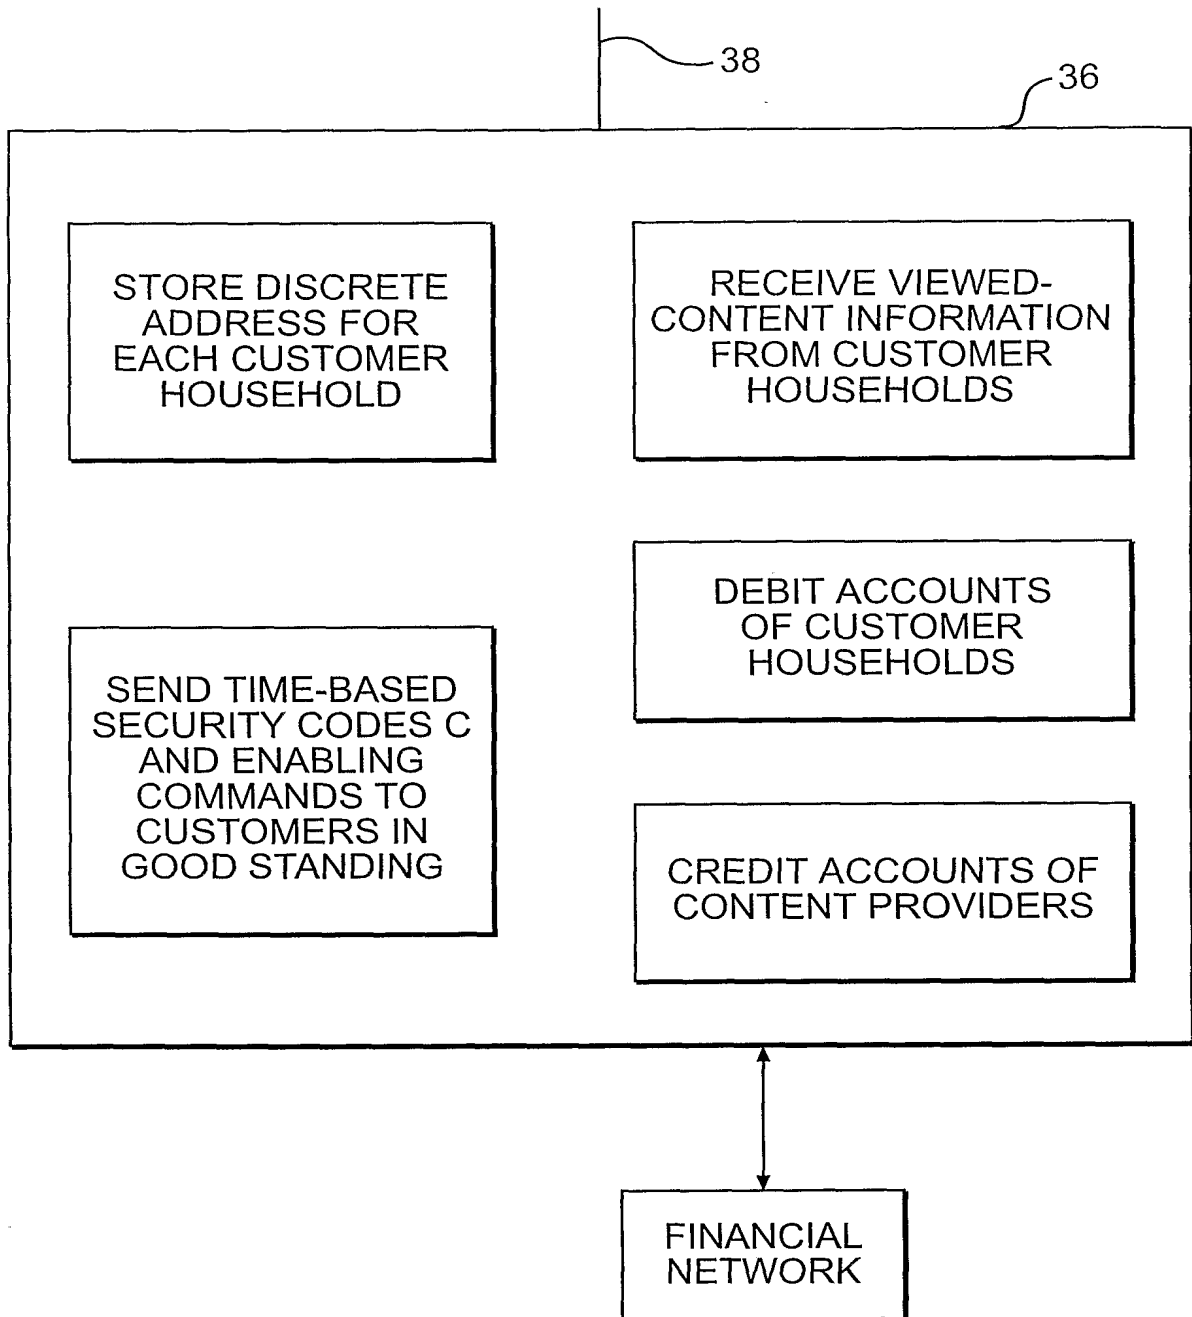 38
36
STORE DISCRETE
ADDRESS FOR
EACH CUSTOMER
HOUSEHOLD
RECEIVE VIEWED-
CONTENT INFORMATION
FROM CUSTOMER
HOUSEHOLDS
SEND TIME-BASED
SECURITY CODES C
AND ENABLING
COMMANDS TO
CUSTOMERS IN
GOOD STANDING
DEBIT ACCOUNTS
OF CUSTOMER
HOUSEHOLDS
CREDIT ACCOUNTS OF
CONTENT PROVIDERS
FINANCIAL
NETWORK